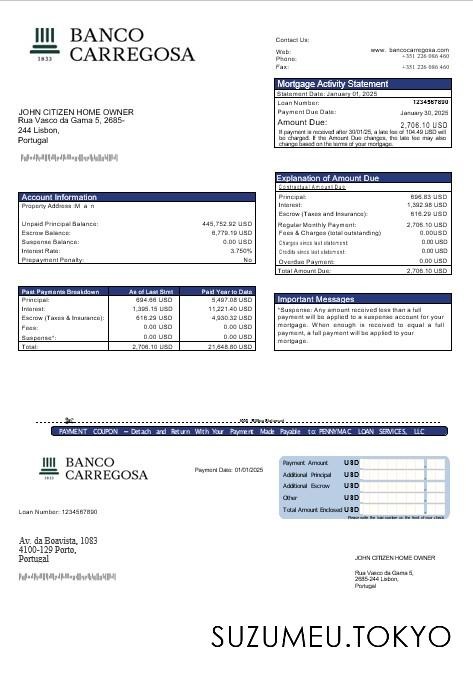 BANCO
CARREGOSA
1833
Contact Us:
Web: www. bancocarregosa.com
Phone: +351 226 086 460
Fax: +351 226 086 460
Mortgage Activity Statement
Statement Date: January 01, 2025
Loan Number: 1234567890
Payment Due Date: January 30, 2025
Amount Due: 2,706.10 USD
If payment is received after 30/01/25, a late fee of 104.49 USD will
be charged. If the Amount Due changes, the late fee may also
change based on the terms of your mortgage.
JOHN CITIZEN HOME OWNER
Rua Vasco da Gama 5, 2685-
244 Lisbon,
Portugal
Explanation of Amount Due
Contractual Amount Due
Principal: 696.83 USD
Interest: 1,392.98 USD
Escrow (Taxes and Insurance): 616.29 USD
Regular Monthly Payment: 2,706.10 USD
Fees & Charges (total outstanding) 0.00USD
Charges since last statement: 0.00 USD
Credits since last statement: 0.00 USD
Overdue Payment: 0.00 USD
Total Amount Due: 2,706.10 USD
Account Information
Property Address :M a n
Unpaid Principal Balance: 445,752.92 USD
Escrow Balance: 6,779.19 USD
Suspense Balance: 0.00 USD
Interest Rate: 3.750%
Prepayment Penalty: No
Past Payments Breakdown As of Last Stmt Paid Year to Date
Principal: 694.66 USD 5,497.08 USD
Interest: 1,395.15 USD 11,221.40 USD
Escrow (Taxes & Insurance): 616.29 USD 4,930.32 USD
Fees: 0.00 USD 0.00 USD
Suspense*: 0.00 USD 0.00 USD
Total: 2,706.10 USD 21,648.80 USD
Important Messages
*Suspense: Any amount received less than a full
payment will be applied to a suspense account for your
mortgage. When enough is received to equal a full
payment, a full payment will be applied to your
mortgage.
PAYMENT COUPON – Detach and Return With Your Payment Made Payable to: PENNYMAC LOAN SERVICES, LLC
BANCO
CARREGOSA
1833
Payment Date: 01/01/2025
Payment Amount USD
Additional Principal USD
Additional Escrow USD
Other USD
Total Amount Enclosed USD
Please write the loan number on the front of your check.
Loan Number: 1234567890
Av. da Boavista, 1083
4100-129 Porto,
Portugal
JOHN CITIZEN HOME OWNER
Rua Vasco da Gama 5,
2685-244 Lisbon,
Portugal
SUZUMEU.TOKYO